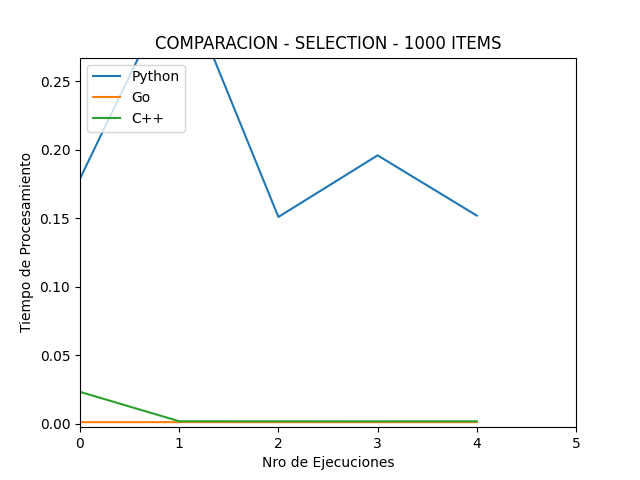 COMPARACION - SELECTION - 1000 ITEMS
Python
Go
C++
Tiempo de Procesamiento
0.25
0.20
0.15
0.10
0.05
0.00
0 1 2 3 4 5
Nro de Ejecuciones